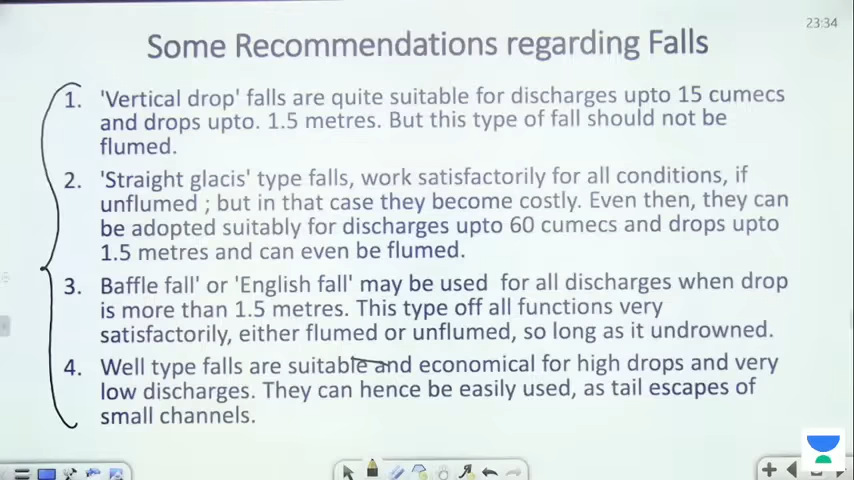 23:34
Some Recommendations regarding Falls
1. 'Vertical drop' falls are quite suitable for discharges upto 15 cumecs
and drops upto. 1.5 metres. But this type of fall should not be
flumed.
2. 'Straight glacis' type falls, work satisfactorily for all conditions, if
unflumed ; but in that case they become costly. Even then, they can
be adopted suitably for discharges upto 60 cumecs and drops upto
1.5 metres and can even be flumed.
3. Baffle fall' or 'English fall' may be used for all discharges when drop
is more than 1.5 metres. This type off all functions very
satisfactorily, either flumed or unflumed, so long as it undrowned.
4. Well type falls are suitable and economical for high drops and very
low discharges. They can hence be easily used, as tail escapes of
small channels.